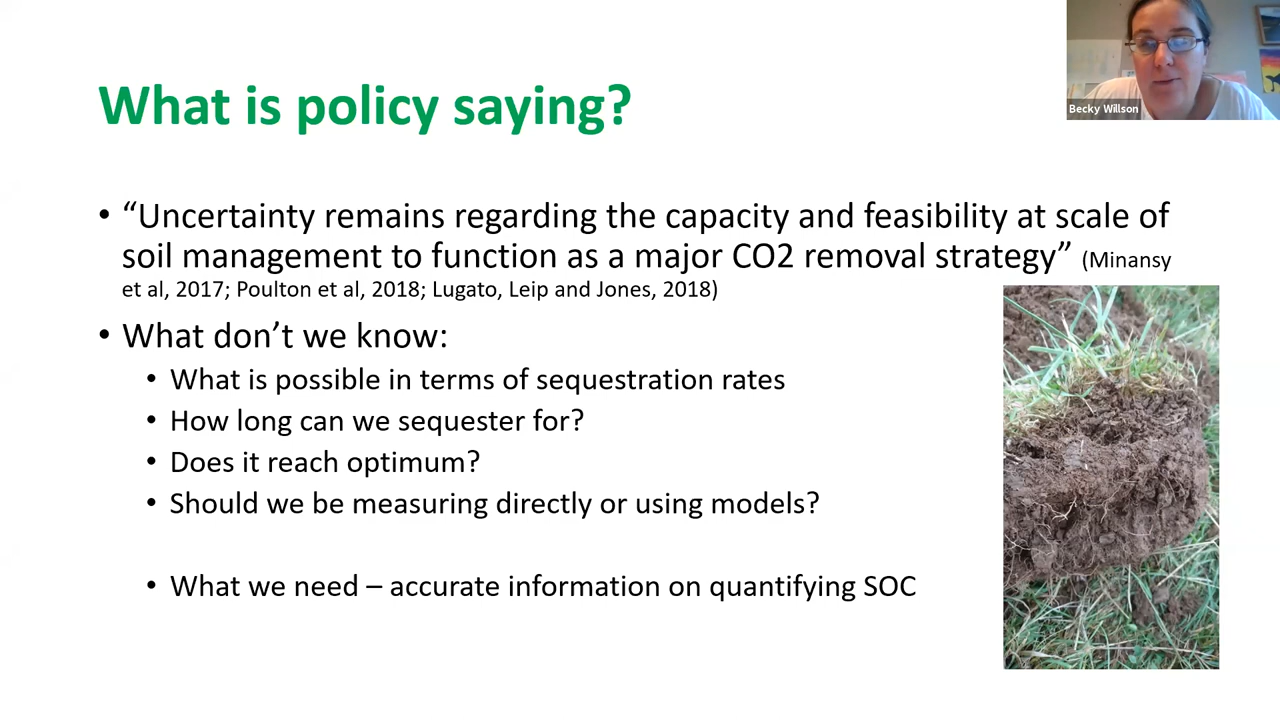 What is policy saying?
Becky Willson
• “Uncertainty remains regarding the capacity and feasibility at scale of
soil management to function as a major CO2 removal strategy” (Minansy
et al, 2017; Poulton et al, 2018; Lugato, Leip and Jones, 2018)
• What don’t we know:
• What is possible in terms of sequestration rates
• How long can we sequester for?
• Does it reach optimum?
• Should we be measuring directly or using models?
• What we need – accurate information on quantifying SOC